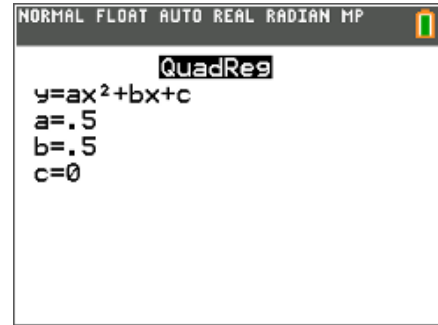 NORMAL FLOAT AUTO REAL RADIAN MP
QuadReg
y=ax²+bx+c
a=.5
b=.5
c=0